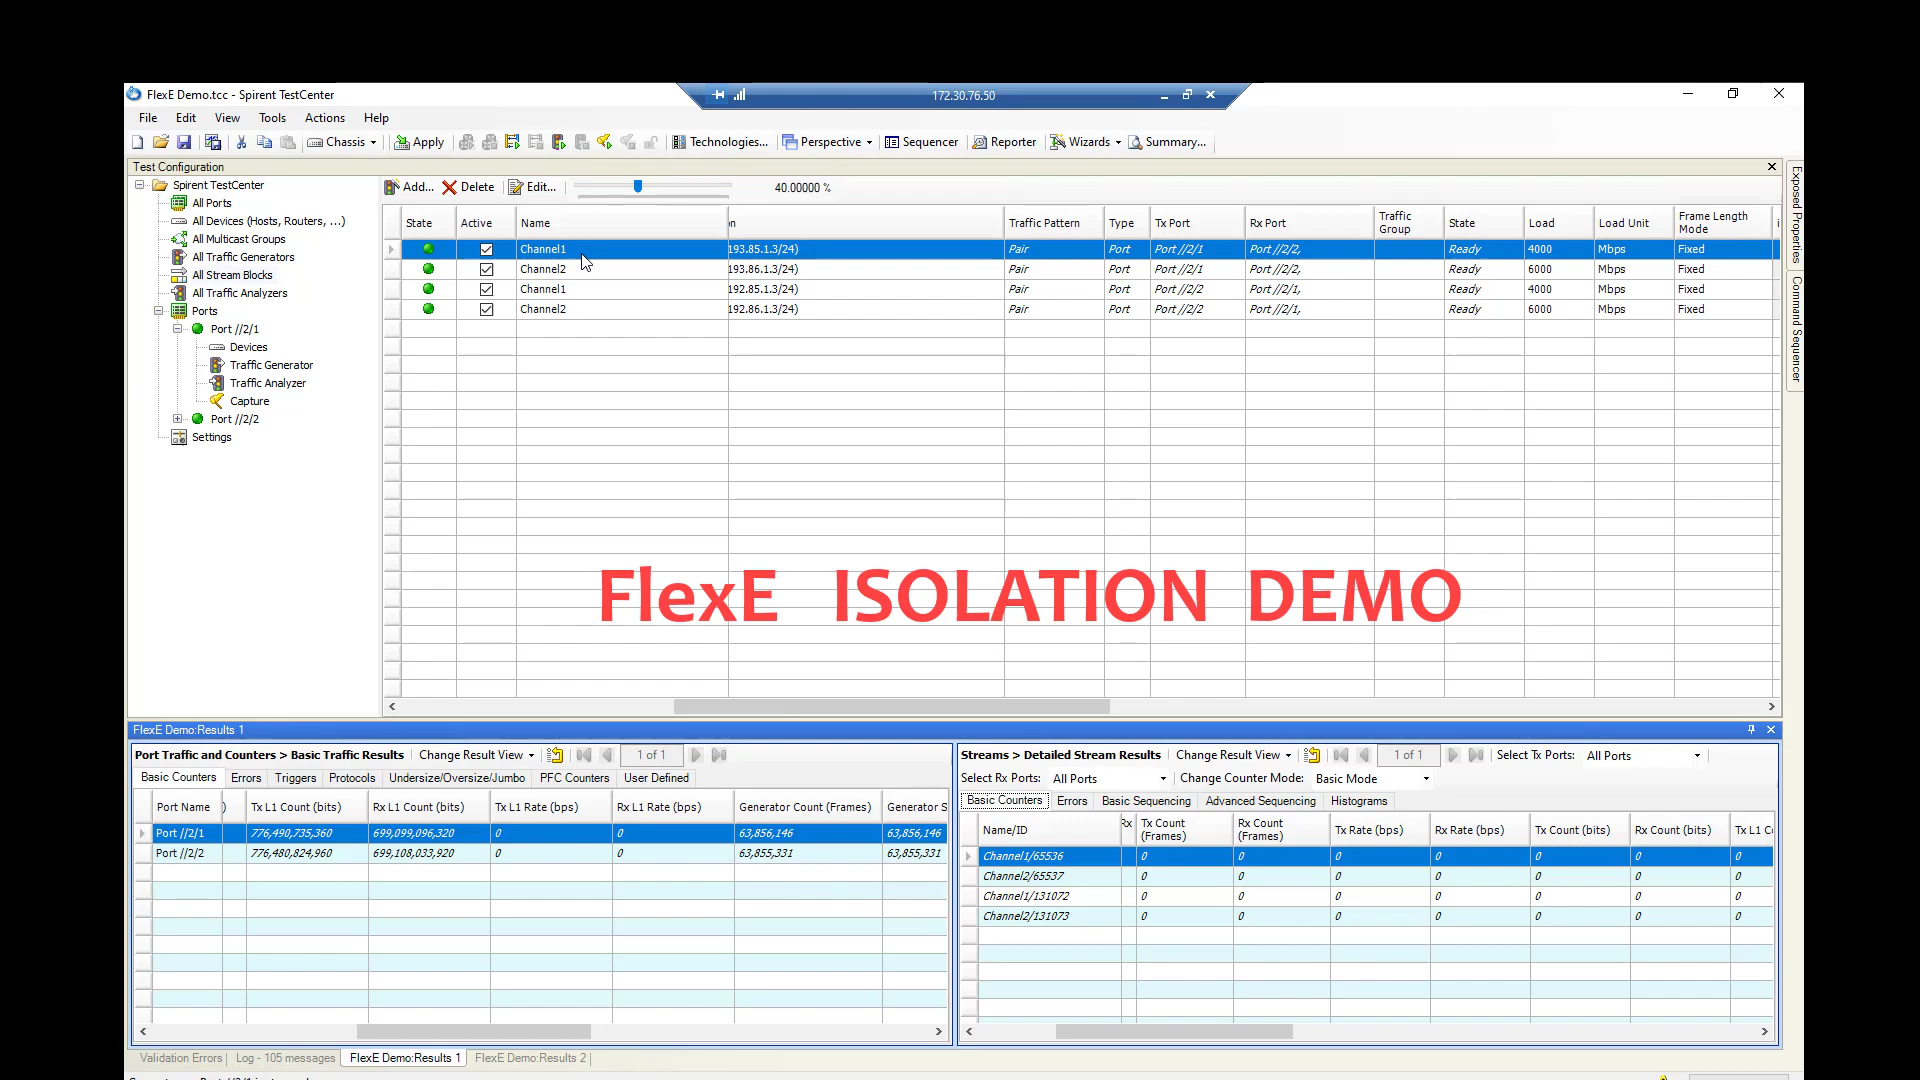 FlexE Demo.tcc - Spirent TestCenter
172.30.76.50
File Edit View Tools Actions Help
Chassis Apply Technologies... Perspective Sequencer Reporter Wizards Summary...
Test Configuration
Spirent TestCenter
All Ports
All Devices (Hosts, Routers, ...)
All Multicast Groups
All Traffic Generators
All Stream Blocks
All Traffic Analyzers
Ports
Port //2/1
Devices
Traffic Generator
Traffic Analyzer
Capture
Port //2/2
Settings
Add... Delete Edit... 40.00000 %
State Active Name n Traffic Pattern Type Tx Port Rx Port Traffic Group State Load Load Unit Frame Length Mode
Channel1 193.85.1.3/24) Pair Port Port //2/1 Port //2/2, Ready 4000 Mbps Fixed
Channel2 193.86.1.3/24) Pair Port Port //2/1 Port //2/2, Ready 6000 Mbps Fixed
Channel1 192.85.1.3/24) Pair Port Port //2/2 Port //2/1, Ready 4000 Mbps Fixed
Channel2 192.86.1.3/24) Pair Port Port //2/2 Port //2/1, Ready 6000 Mbps Fixed
Exposed Properties
Command Sequencer
FlexE ISOLATION DEMO
FlexE Demo:Results 1
Port Traffic and Counters > Basic Traffic Results Change Result View 1 of 1
Basic Counters Errors Triggers Protocols Undersize/Oversize/Jumbo PFC Counters User Defined
Port Name ) Tx L1 Count (bits) Rx L1 Count (bits) Tx L1 Rate (bps) Rx L1 Rate (bps) Generator Count (Frames) Generator S
Port //2/1 776,490,735,360 699,099,096,320 0 0 63,856,146 63,856,146
Port //2/2 776,480,824,960 699,108,033,920 0 0 63,855,331 63,855,331
Streams > Detailed Stream Results Change Result View 1 of 1 Select Tx Ports: All Ports
Select Rx Ports: All Ports Change Counter Mode: Basic Mode
Basic Counters Errors Basic Sequencing Advanced Sequencing Histograms
Name/ID Rx Tx Count (Frames) Rx Count (Frames) Tx Rate (bps) Rx Rate (bps) Tx Count (bits) Rx Count (bits) Tx L1 C
Channel1/65536 0 0 0 0 0 0 0
Channel2/65537 0 0 0 0 0 0 0
Channel1/131072 0 0 0 0 0 0 0
Channel2/131073 0 0 0 0 0 0 0
Validation Errors Log - 105 messages FlexE Demo:Results 1 FlexE Demo:Results 2